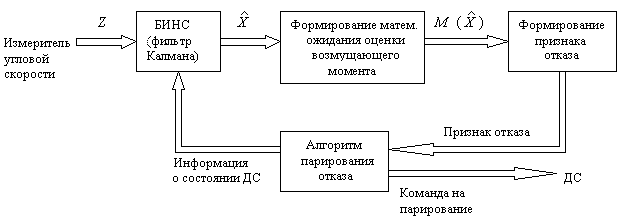 Измеритель
угловой
скорости
Z
БИНС
(фильтр
Калмана)
X̂
Формирование матем.
ожидания оценки
возмущающего
момента
M (X̂)
Формирование
признака
отказа
Признак отказа
Алгоритм
парирования
отказа
Информация
о состоянии ДС
Команда на
парирование
ДС